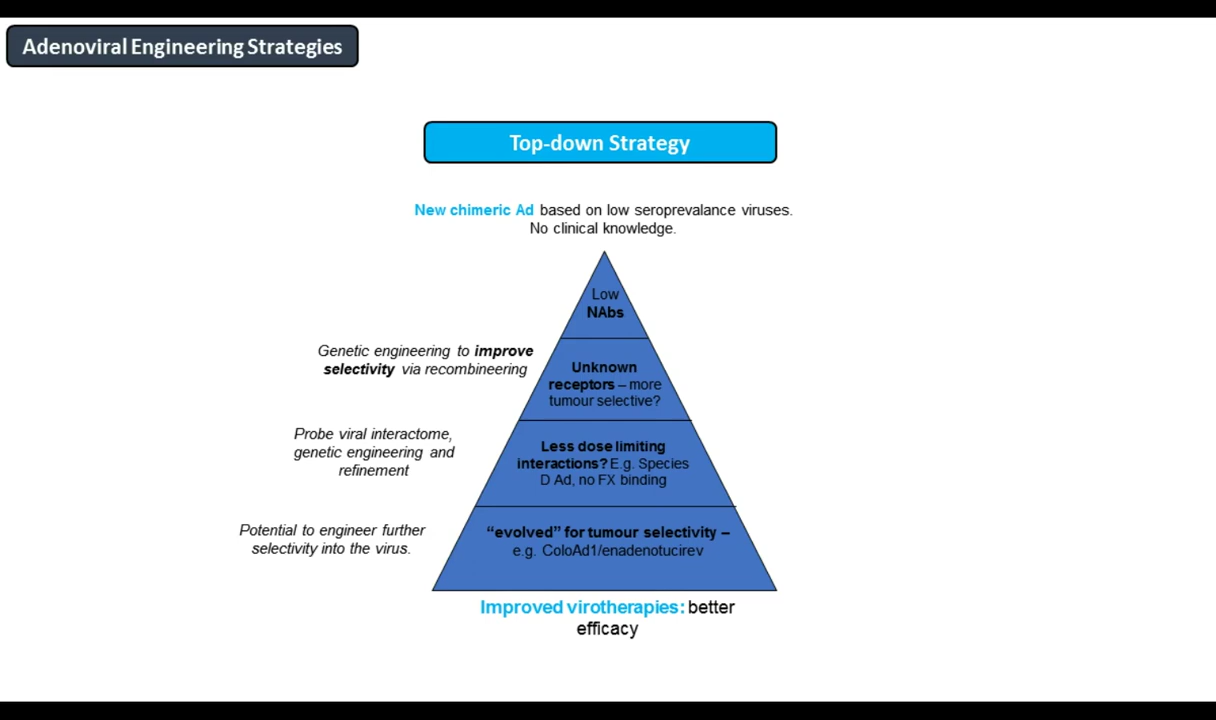 Adenoviral Engineering Strategies
Top-down Strategy
New chimeric Ad based on low seroprevalance viruses.
No clinical knowledge.
Low
NAbs
Genetic engineering to improve
selectivity via recombineering
Unknown
receptors – more
tumour selective?
Probe viral interactome,
genetic engineering and
refinement
Less dose limiting
interactions? E.g. Species
D Ad, no FX binding
Potential to engineer further
selectivity into the virus.
“evolved” for tumour selectivity –
e.g. ColoAd1/enadenotucirev
Improved virotherapies: better
efficacy